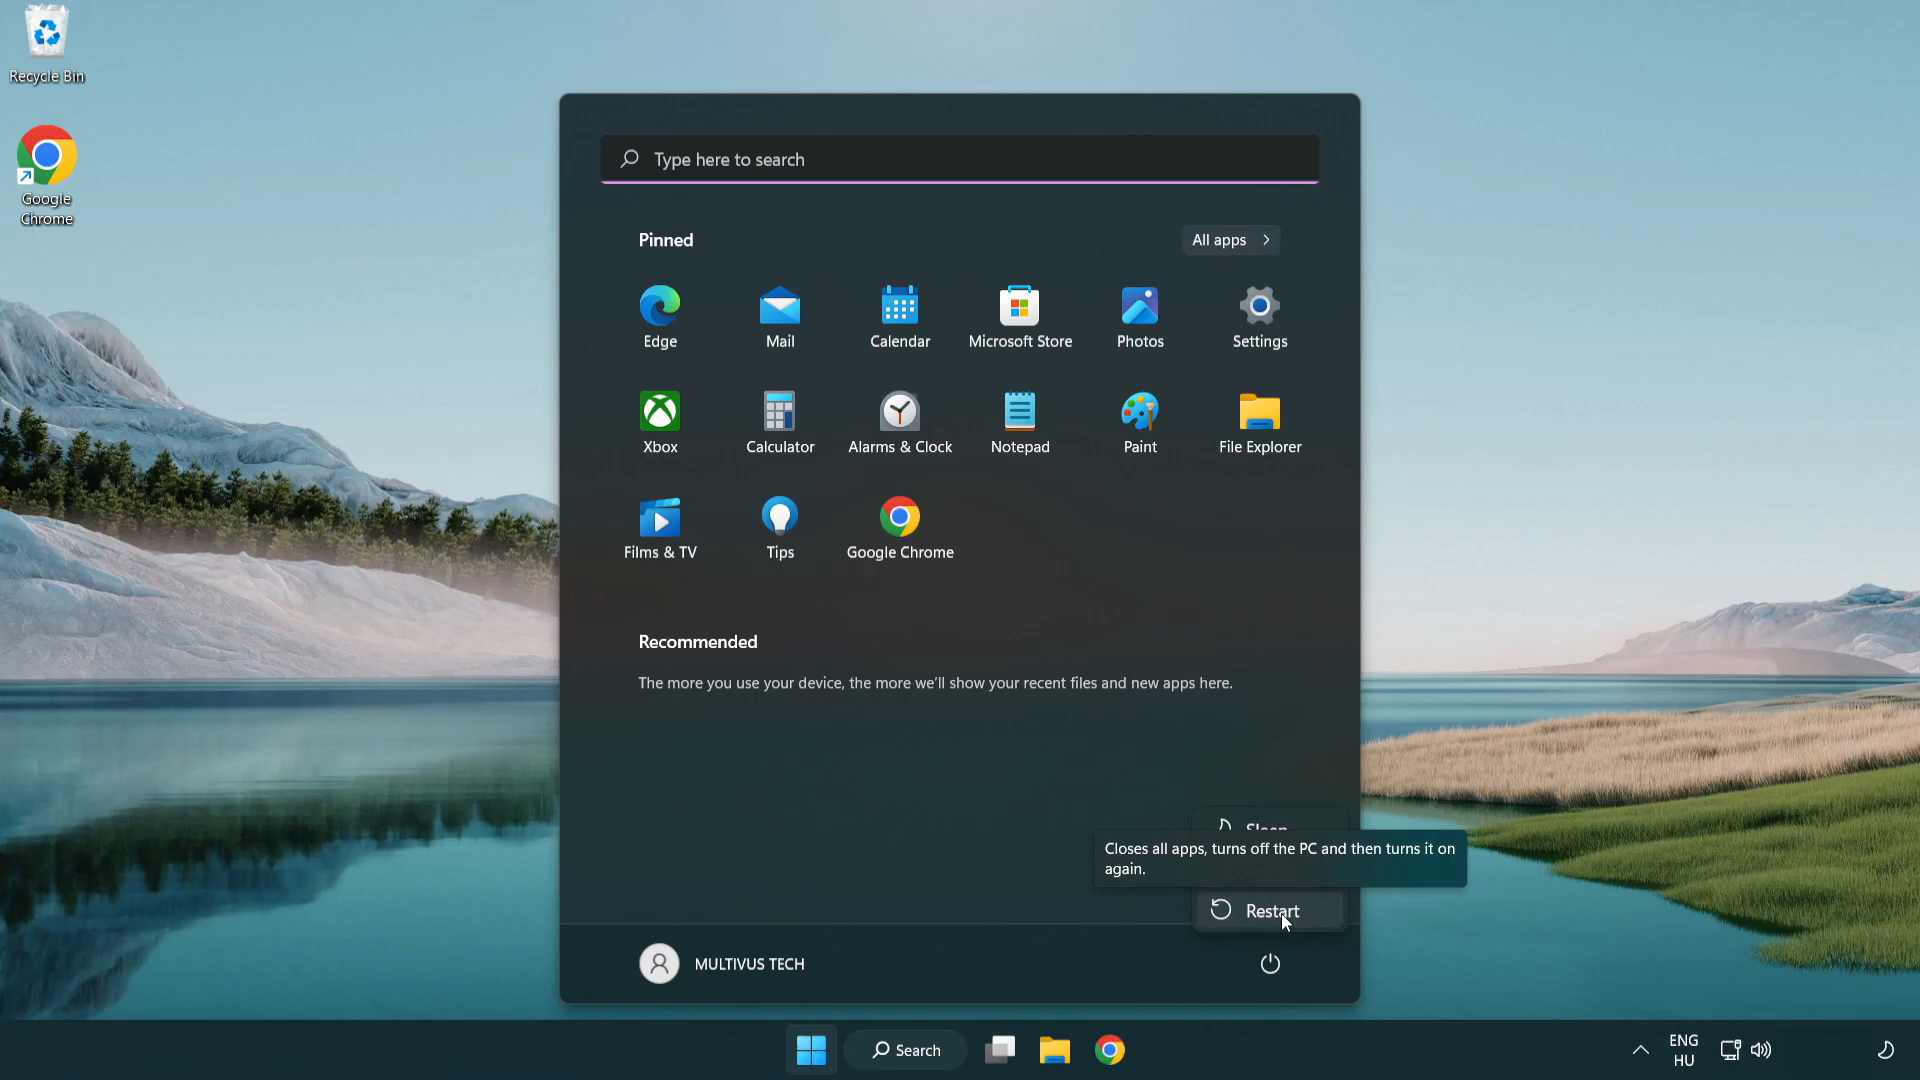 Recycle Bin
Google
Chrome
Type here to search
Pinned
All apps
Edge
Mail
Calendar
Microsoft Store
Photos
Settings
Xbox
Calculator
Alarms & Clock
Notepad
Paint
File Explorer
Films & TV
Tips
Google Chrome
Recommended
The more you use your device, the more we'll show your recent files and new apps here.
Sleep
Closes all apps, turns off the PC and then turns it on
again.
Restart
MULTIVUS TECH
Search
ENG
HU